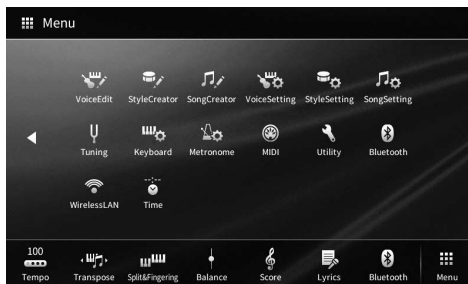 Menu
VoiceEdit StyleCreator SongCreator VoiceSetting StyleSetting SongSetting
Tuning Keyboard Metronome MIDI Utility Bluetooth
--:--
WirelessLAN Time
100
Tempo Transpose Split&Fingering Balance Score Lyrics Bluetooth Menu